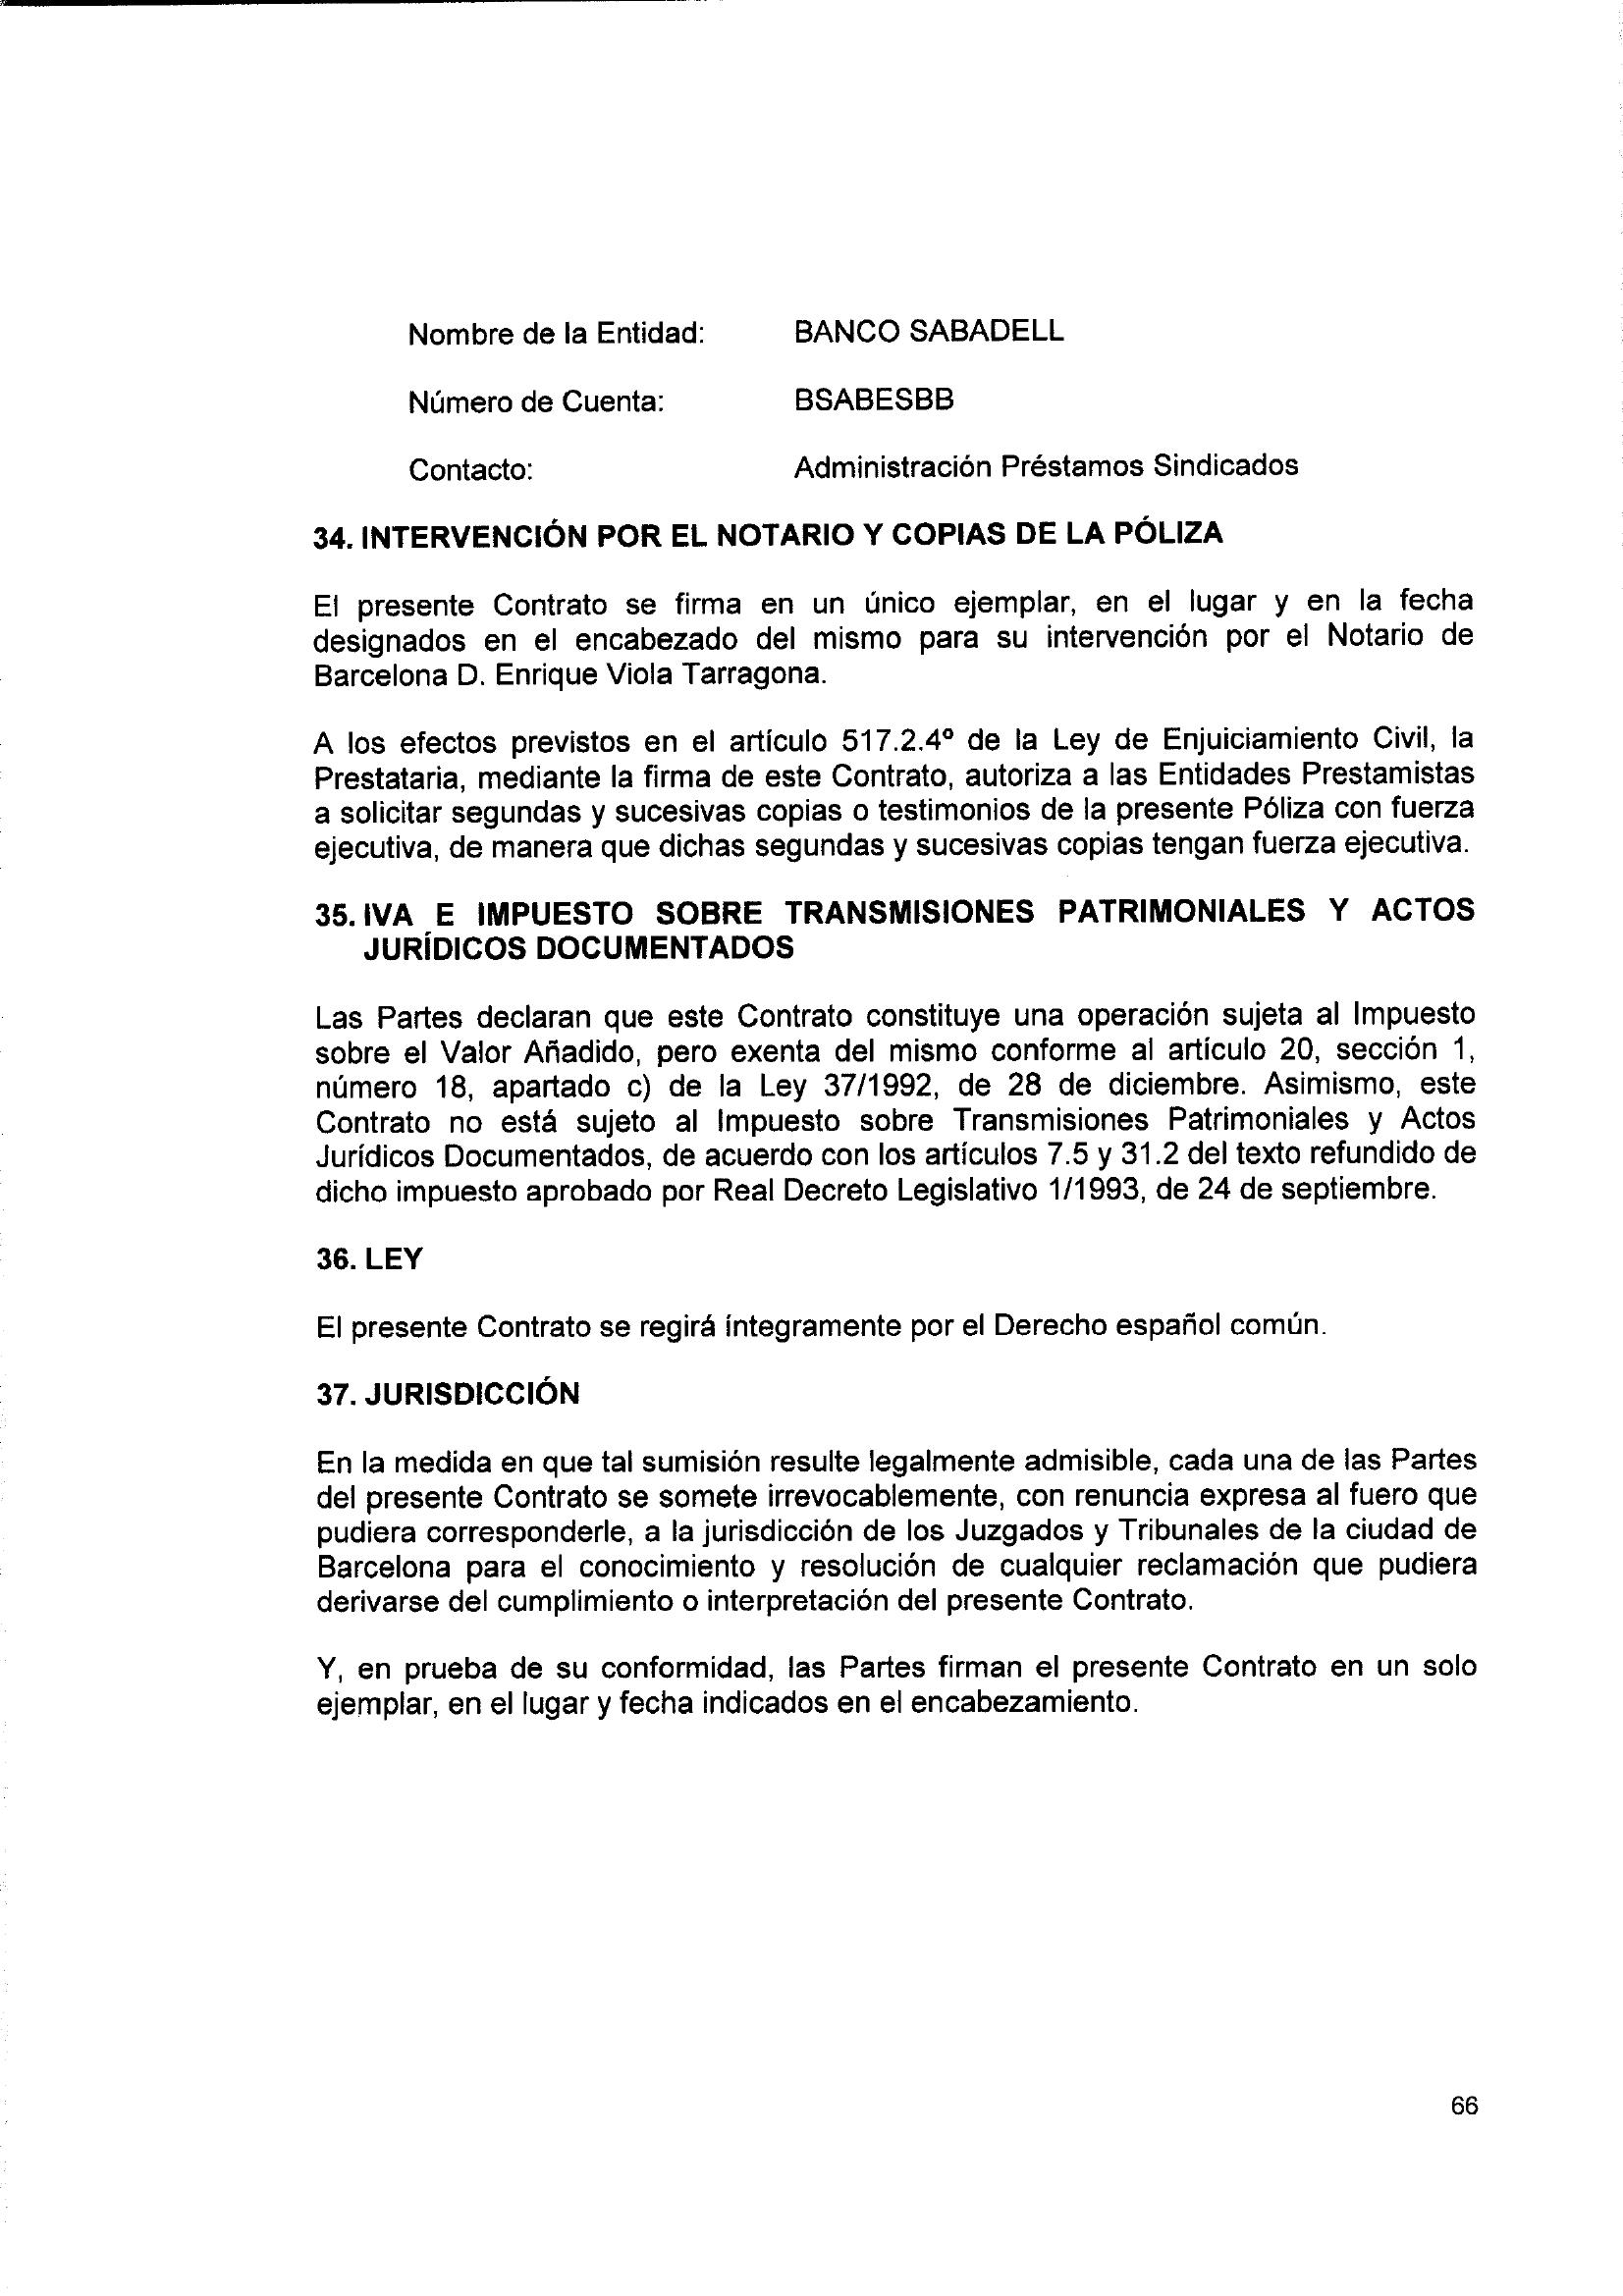 Nombre de la Entidad: BANCO SABADELL
Número de Cuenta: BSABESBB
Contacto: Administración Préstamos Sindicados
34. INTERVENCIÓN POR EL NOTARIO Y COPIAS DE LA PÓLIZA
El presente Contrato se firma en un único ejemplar, en el lugar y en la fecha
designados en el encabezado del mismo para su intervención por el Notario de
Barcelona D. Enrique Viola Tarragona.
A los efectos previstos en el artículo 517.2.4º de la Ley de Enjuiciamiento Civil, la
Prestataria, mediante la firma de este Contrato, autoriza a las Entidades Prestamistas
a solicitar segundas y sucesivas copias o testimonios de la presente Póliza con fuerza
ejecutiva, de manera que dichas segundas y sucesivas copias tengan fuerza ejecutiva.
35. IVA E IMPUESTO SOBRE TRANSMISIONES PATRIMONIALES Y ACTOS
JURÍDICOS DOCUMENTADOS
Las Partes declaran que este Contrato constituye una operación sujeta al Impuesto
sobre el Valor Añadido, pero exenta del mismo conforme al artículo 20, sección 1,
número 18, apartado c) de la Ley 37/1992, de 28 de diciembre. Asimismo, este
Contrato no está sujeto al Impuesto sobre Transmisiones Patrimoniales y Actos
Jurídicos Documentados, de acuerdo con los artículos 7.5 y 31.2 del texto refundido de
dicho impuesto aprobado por Real Decreto Legislativo 1/1993, de 24 de septiembre.
36. LEY
El presente Contrato se regirá íntegramente por el Derecho español común.
37. JURISDICCIÓN
En la medida en que tal sumisión resulte legalmente admisible, cada una de las Partes
del presente Contrato se somete irrevocablemente, con renuncia expresa al fuero que
pudiera corresponderle, a la jurisdicción de los Juzgados y Tribunales de la ciudad de
Barcelona para el conocimiento y resolución de cualquier reclamación que pudiera
derivarse del cumplimiento o interpretación del presente Contrato.
Y, en prueba de su conformidad, las Partes firman el presente Contrato en un solo
ejemplar, en el lugar y fecha indicados en el encabezamiento.
66